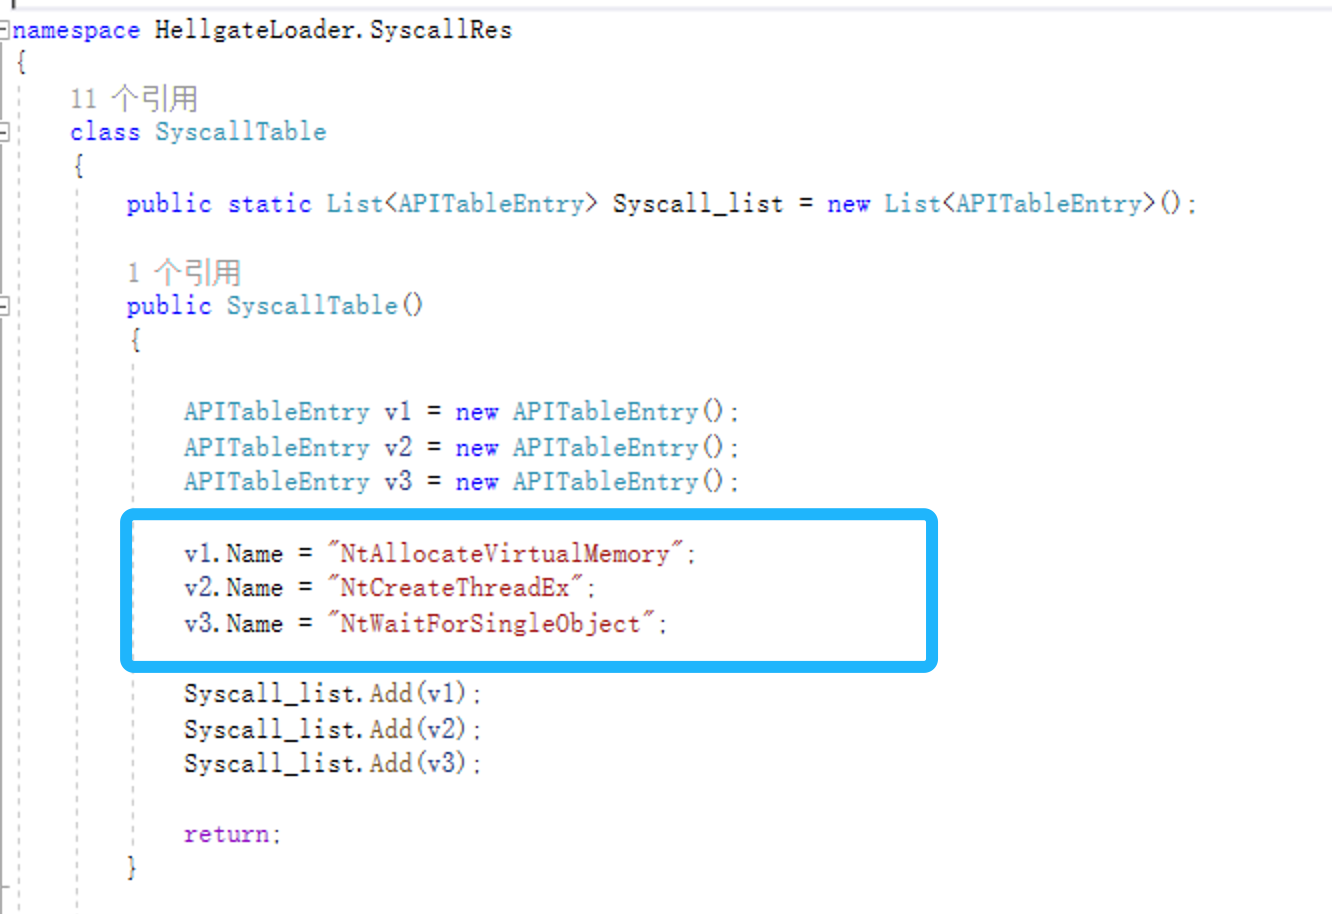 namespace HellgateLoader.SyscallRes
{
11 个引用
class SyscallTable
{
public static List<APITableEntry> Syscall_list = new List<APITableEntry>();
1 个引用
public SyscallTable()
{
APITableEntry v1 = new APITableEntry();
APITableEntry v2 = new APITableEntry();
APITableEntry v3 = new APITableEntry();
v1.Name = "NtAllocateVirtualMemory";
v2.Name = "NtCreateThreadEx";
v3.Name = "NtWaitForSingleObject";
Syscall_list.Add(v1);
Syscall_list.Add(v2);
Syscall_list.Add(v3);
return;
}